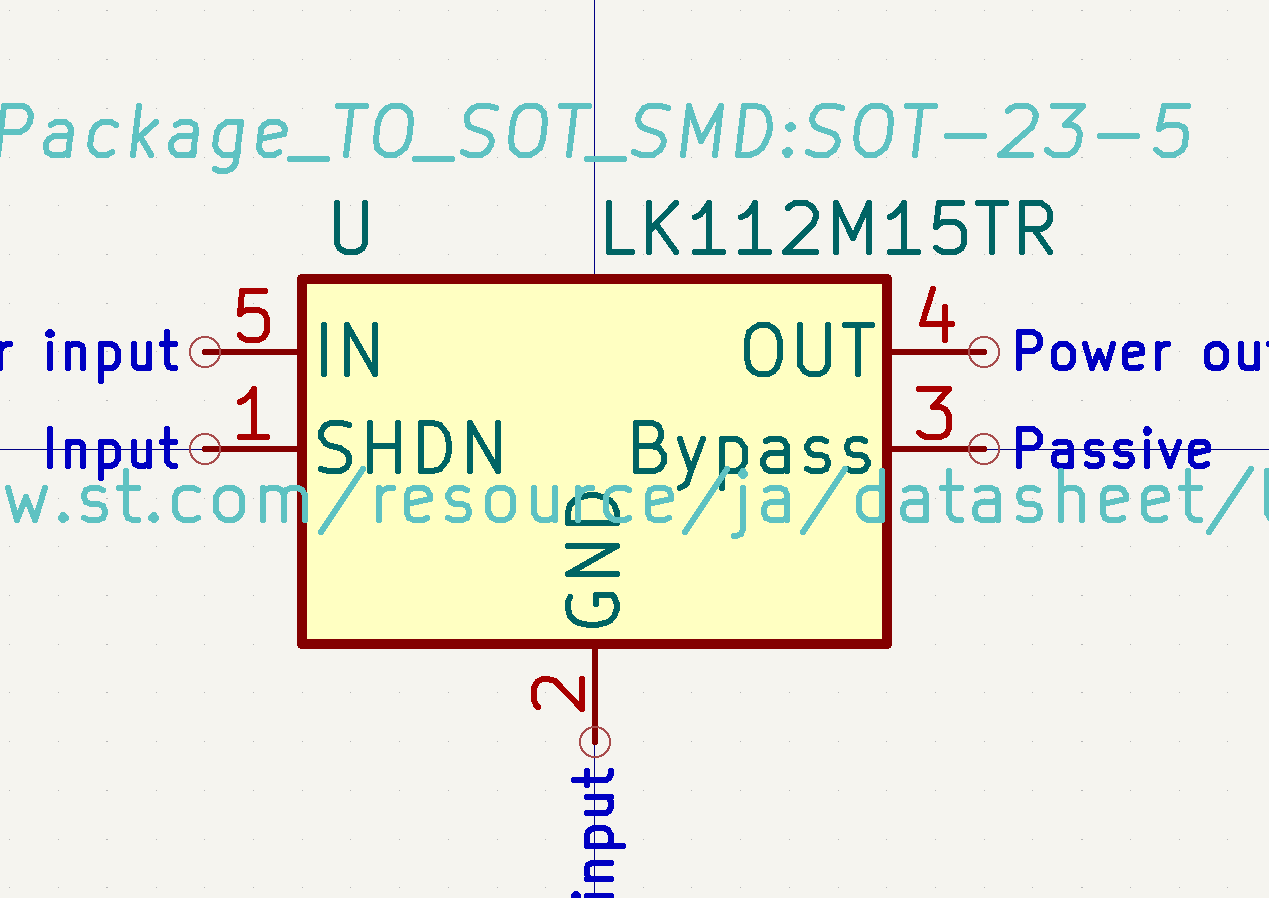 Package_TO_SOT_SMD:SOT-23-5
U LK112M15TR
r input 5 IN OUT 4 Power out
Input 1 SHDN Bypass 3 Passive
w.st.com/resource/ja/datasheet/l
GND
2
input